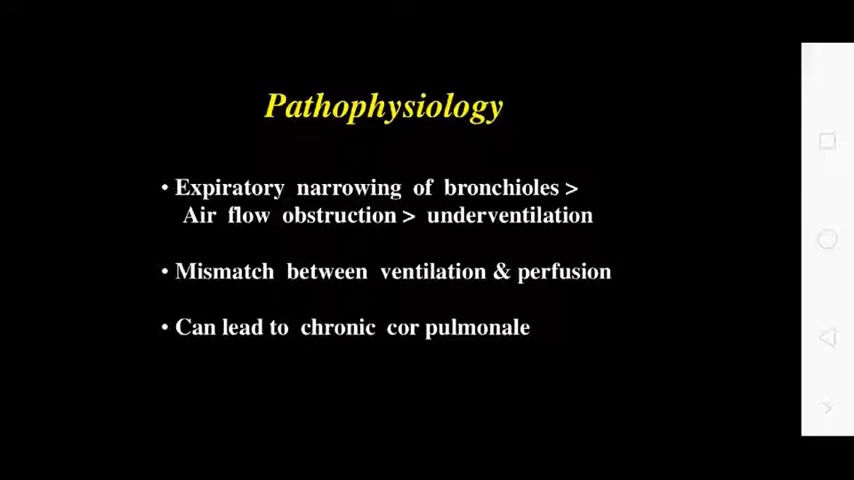 Pathophysiology
• Expiratory narrowing of bronchioles >
Air flow obstruction > underventilation
• Mismatch between ventilation & perfusion
• Can lead to chronic cor pulmonale